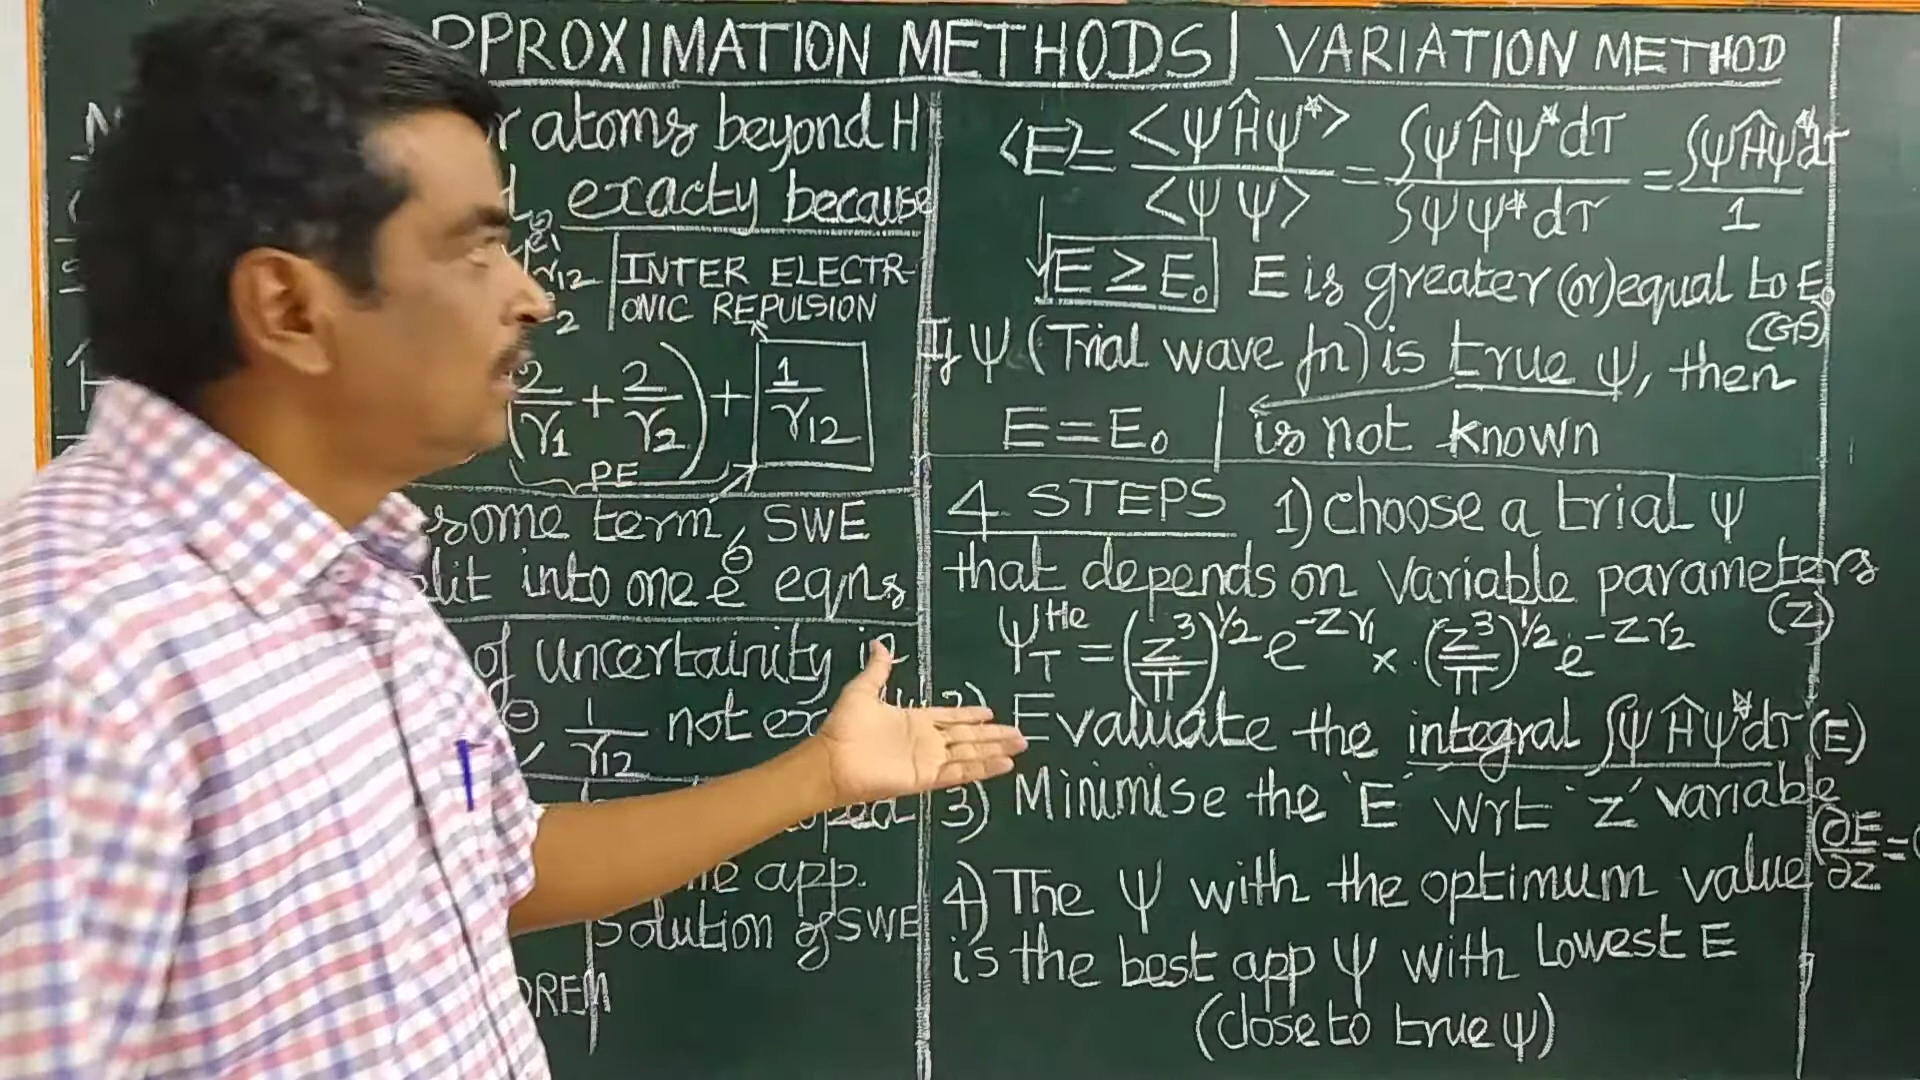 PPROXIMATION METHODS
r atoms beyond H
exacty because
e1
r12
2
INTER ELECTR-
ONIC REPULSION
2/r1 + 2/r2) + 1/r12
PE
some term, SWE
lit into one e⊖ eqns
of uncertainity is
⊖ 1/r12 not
app.
Solution of SWE
OREM
VARIATION METHOD
<E> = <ψĤψ*>/<ψψ> = ∫ψĤψ*dτ/∫ψψ*dτ = ∫ψĤψ*dτ/1
E ≥ E₀ E is greater (or) equal to E₀
(GS)
If ψ (Trial wave fn) is true ψ, then
E = E₀ | is not known
4 STEPS 1) Choose a trial ψ
that depends on variable parameters
(Z)
ψ_T^He = (Z³/π)^1/2 e^-Zr₁ × (Z³/π)^1/2 e^-Zr₂
2) Evaluate the integral ∫ψĤψ*dτ (E)
3) Minimise the 'E' wrt 'Z' variable
(∂E/∂Z =
4) The ψ with the optimum value
is the best app ψ with Lowest E
(close to true ψ)